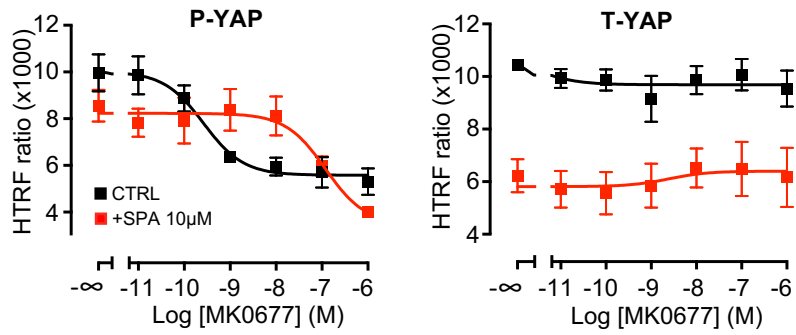 P-YAP
HTRF ratio (x1000)
10
8
6
4
CTRL
+SPA 10µM
-∞ -11 -10 -9 -8 -7 -6
Log [MK0677] (M)
T-YAP
HTRF ratio (x1000)
12
10
8
6
4
-∞ -11 -10 -9 -8 -7 -6
Log [MK0677] (M)